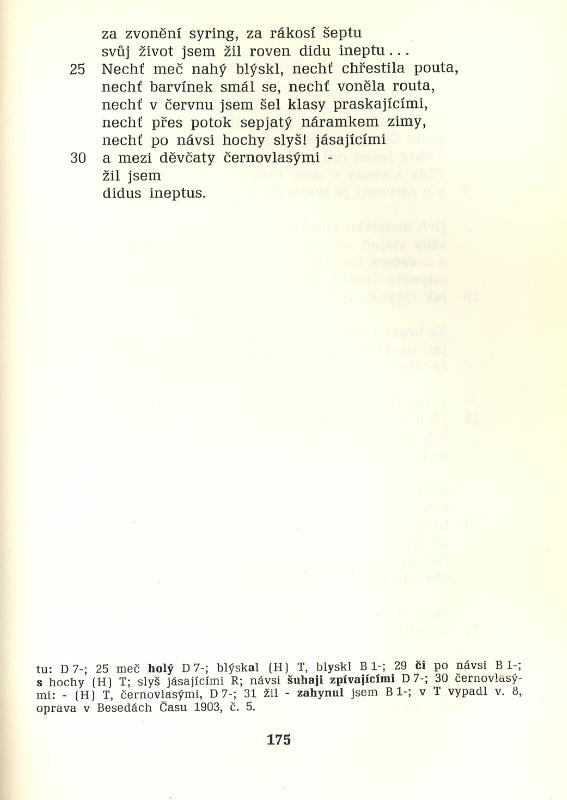 za zvonění syring, za rákosí šeptu
svůj život jsem žil roven didu ineptu...
25 Nechť meč nahý blýskl, nechť chřestila pouta,
nechť barvínek smál se, nechť voněla routa,
nechť v červnu jsem šel klasy praskajícími,
nechť přes potok sepjatý náramkem zimy,
nechť po návsi hochy slyš! jásajícími
30 a mezi děvčaty černovlasými -
žil jsem
didus ineptus.
tu: D 7-; 25 meč holý D 7-; blýskal (H) T, blyskl B 1-; 29 či po návsi B 1-;
s hochy (H) T; slyš jásajícími R; návsi šuhaji zpívajícími D 7-; 30 černovlasý-
mi: - (H) T, černovlasými, D 7-; 31 žil - zahynul jsem B 1-; v T vypadl v. 8,
oprava v Besedách Času 1903, č. 5.
175